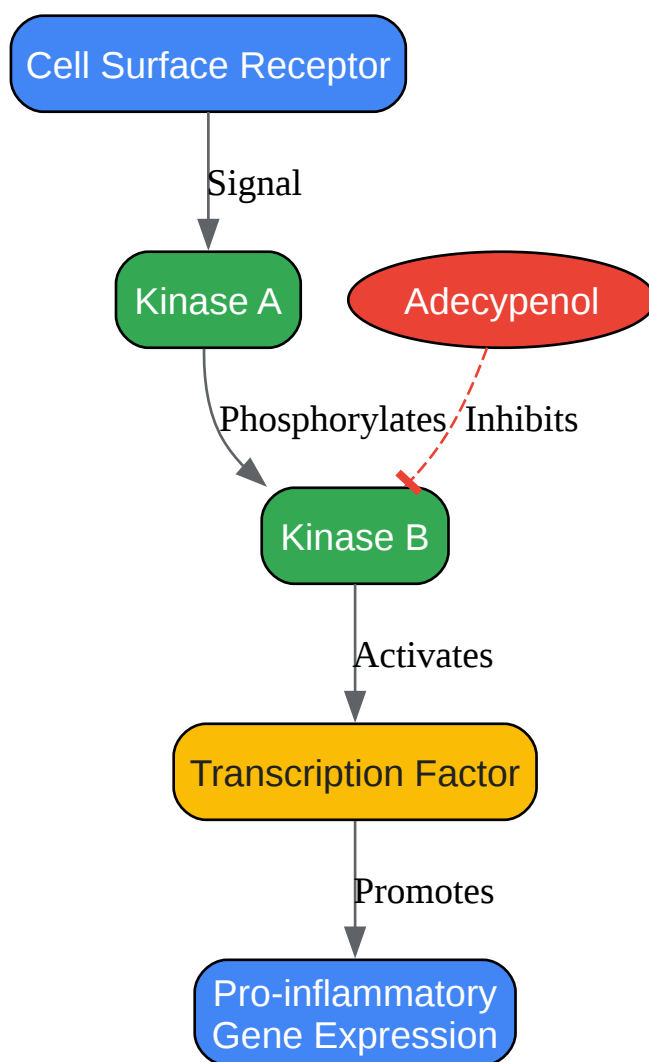 Cell Surface Receptor
Signal
Kinase A
Adecypenol
Phosphorylates
Inhibits
Kinase B
Activates
Transcription Factor
Promotes
Pro-inflammatory
Gene Expression